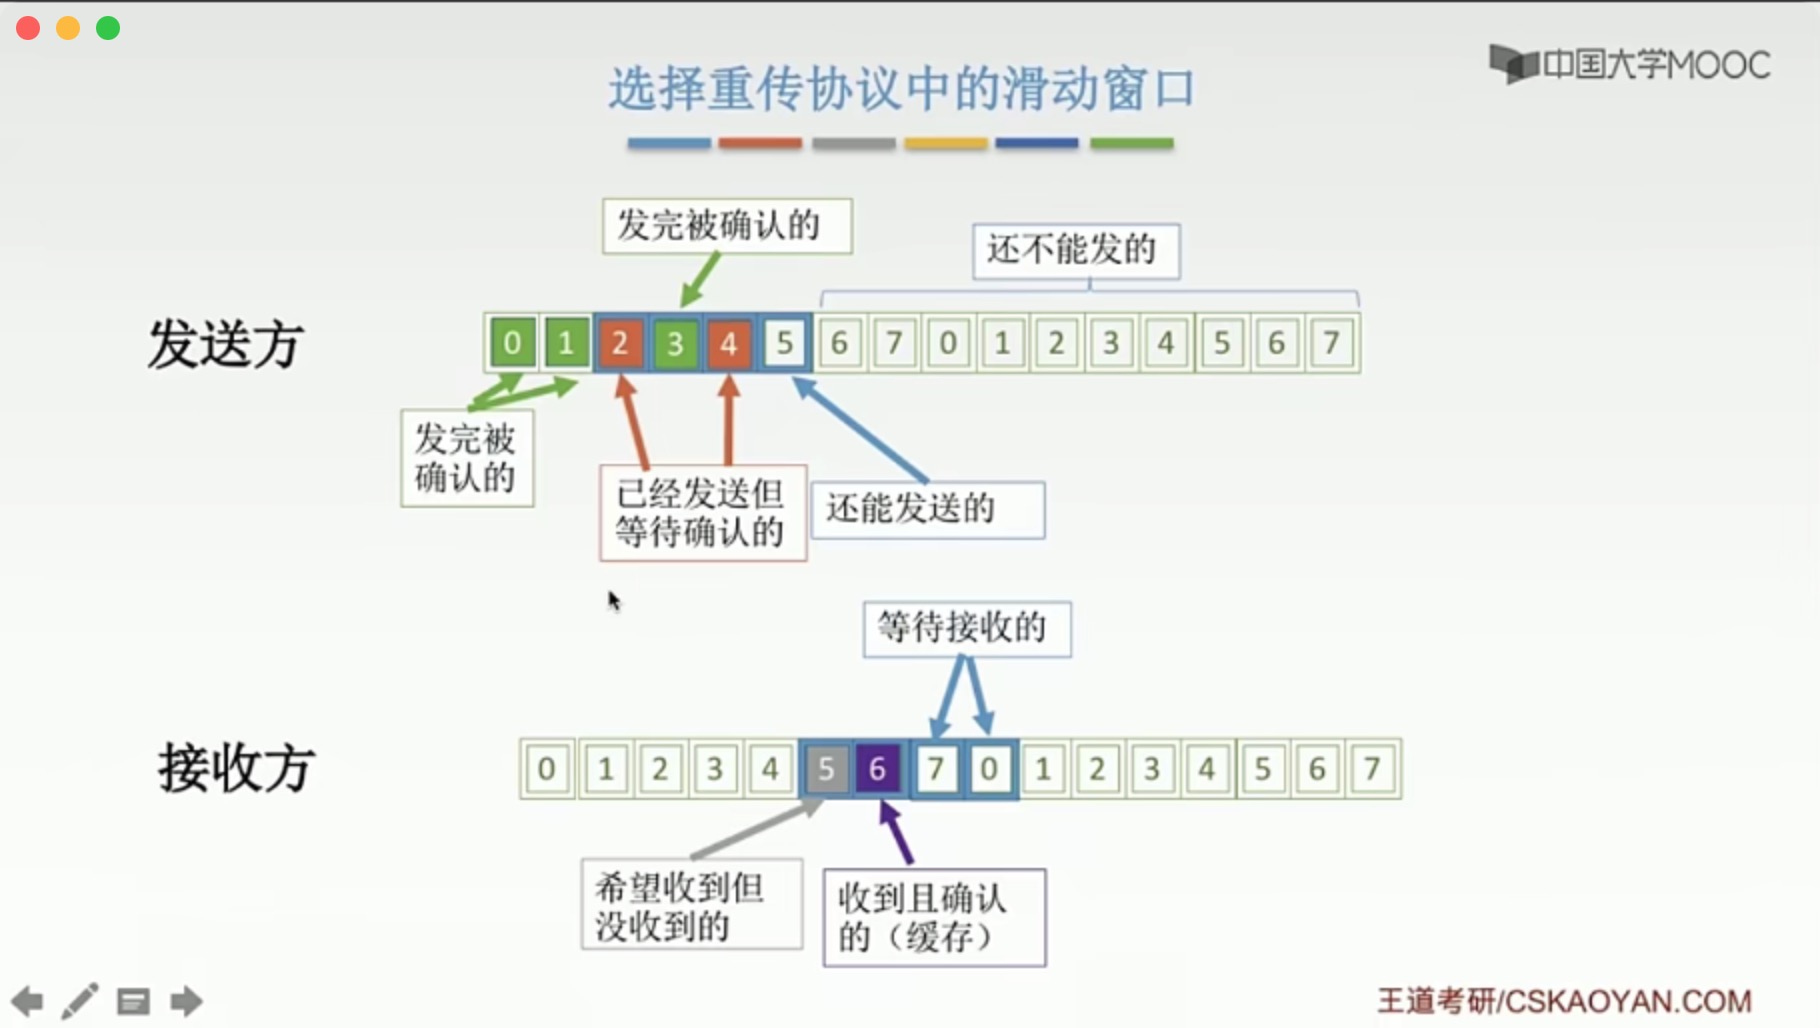 中国大学MOOC
选择重传协议中的滑动窗口
发完被确认的
还不能发的
发送方
0 1 2 3 4 5 6 7 0 1 2 3 4 5 6 7
发完被
确认的
已经发送但
等待确认的
还能发送的
等待接收的
接收方
0 1 2 3 4 5 6 7 0 1 2 3 4 5 6 7
希望收到但
没收到的
收到且确认
的（缓存）
王道考研/CSKAOYAN.COM